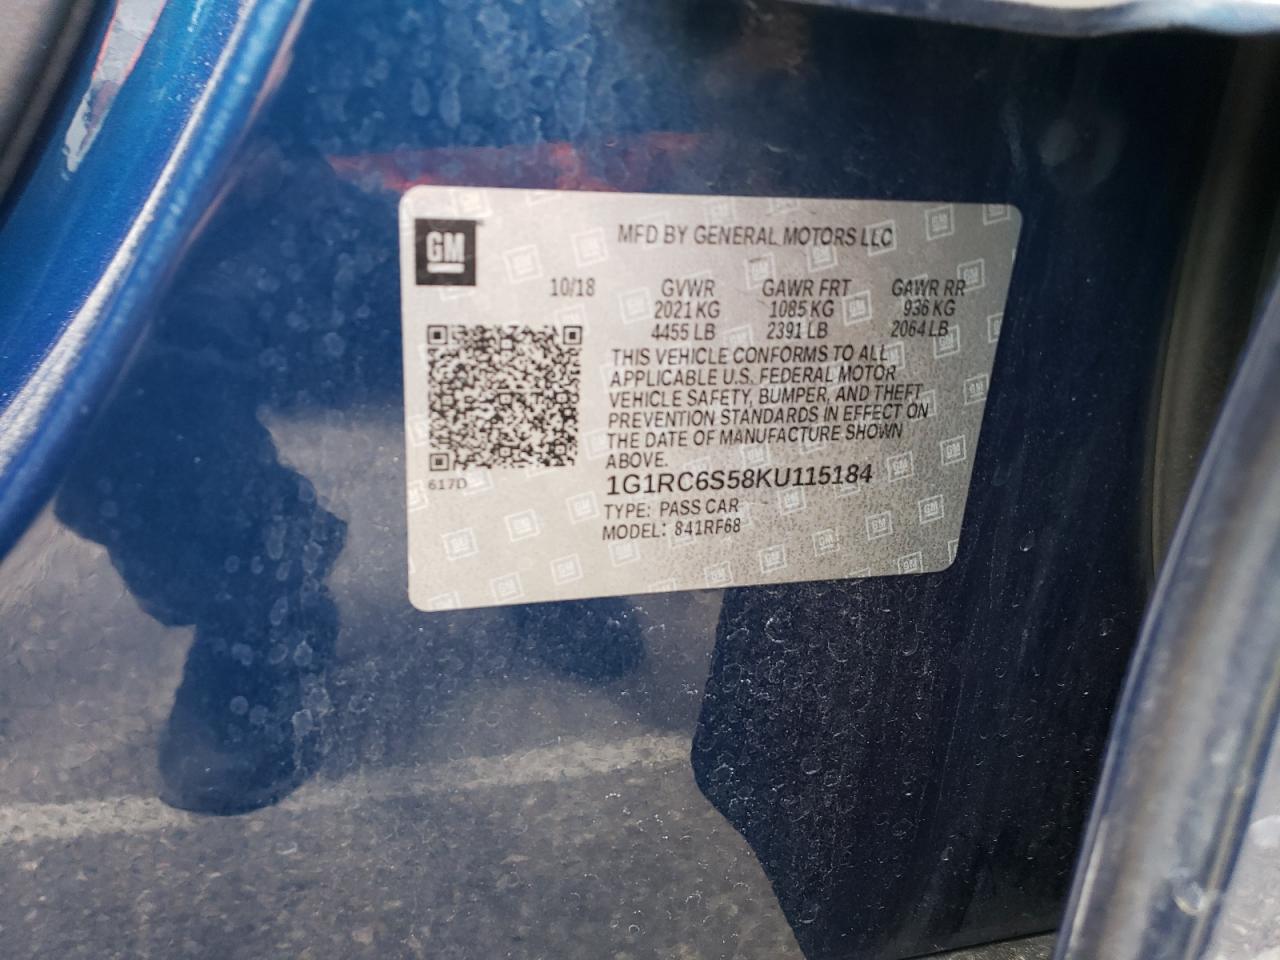 GM
MFD BY GENERAL MOTORS LLC
10/18 GVWR GAWR FRT GAWR RR
2021 KG 1085 KG 936 KG
4455 LB 2391 LB 2064 LB
THIS VEHICLE CONFORMS TO ALL
APPLICABLE U.S. FEDERAL MOTOR
VEHICLE SAFETY, BUMPER, AND THEFT
PREVENTION STANDARDS IN EFFECT ON
THE DATE OF MANUFACTURE SHOWN
ABOVE.
617D
1G1RC6S58KU115184
TYPE: PASS CAR
MODEL: 841RF68